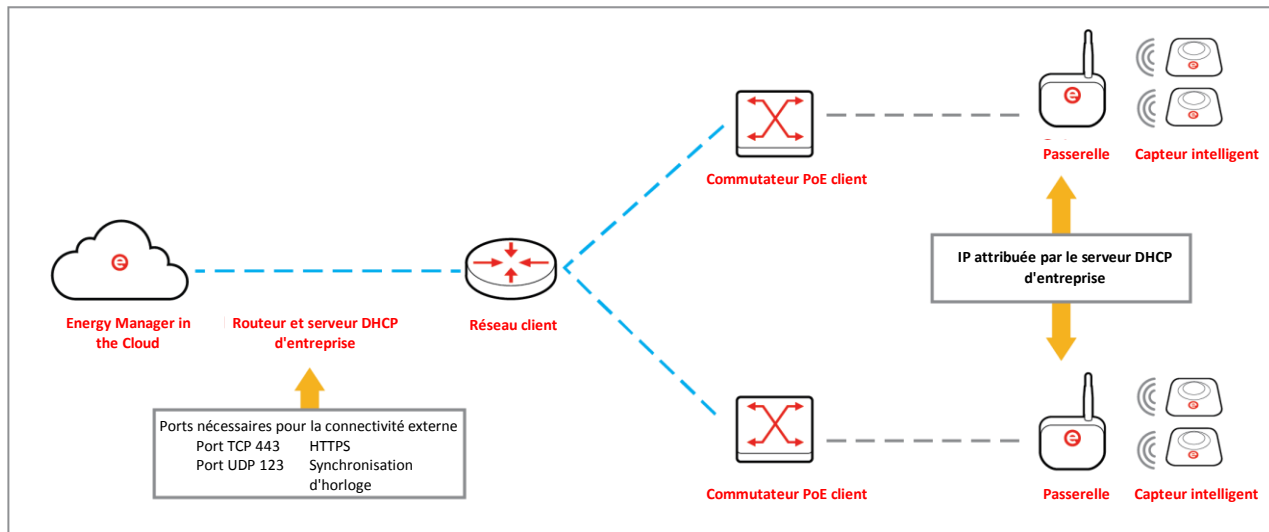 Commutateur PoE client
Passerelle
Capteur intelligent
IP attribuée par le serveur DHCP
d'entreprise
Energy Manager in
the Cloud
Routeur et serveur DHCP
d'entreprise
Réseau client
Ports nécessaires pour la connectivité externe
Port TCP 443 HTTPS
Port UDP 123 Synchronisation
d'horloge
Commutateur PoE client
Passerelle
Capteur intelligent